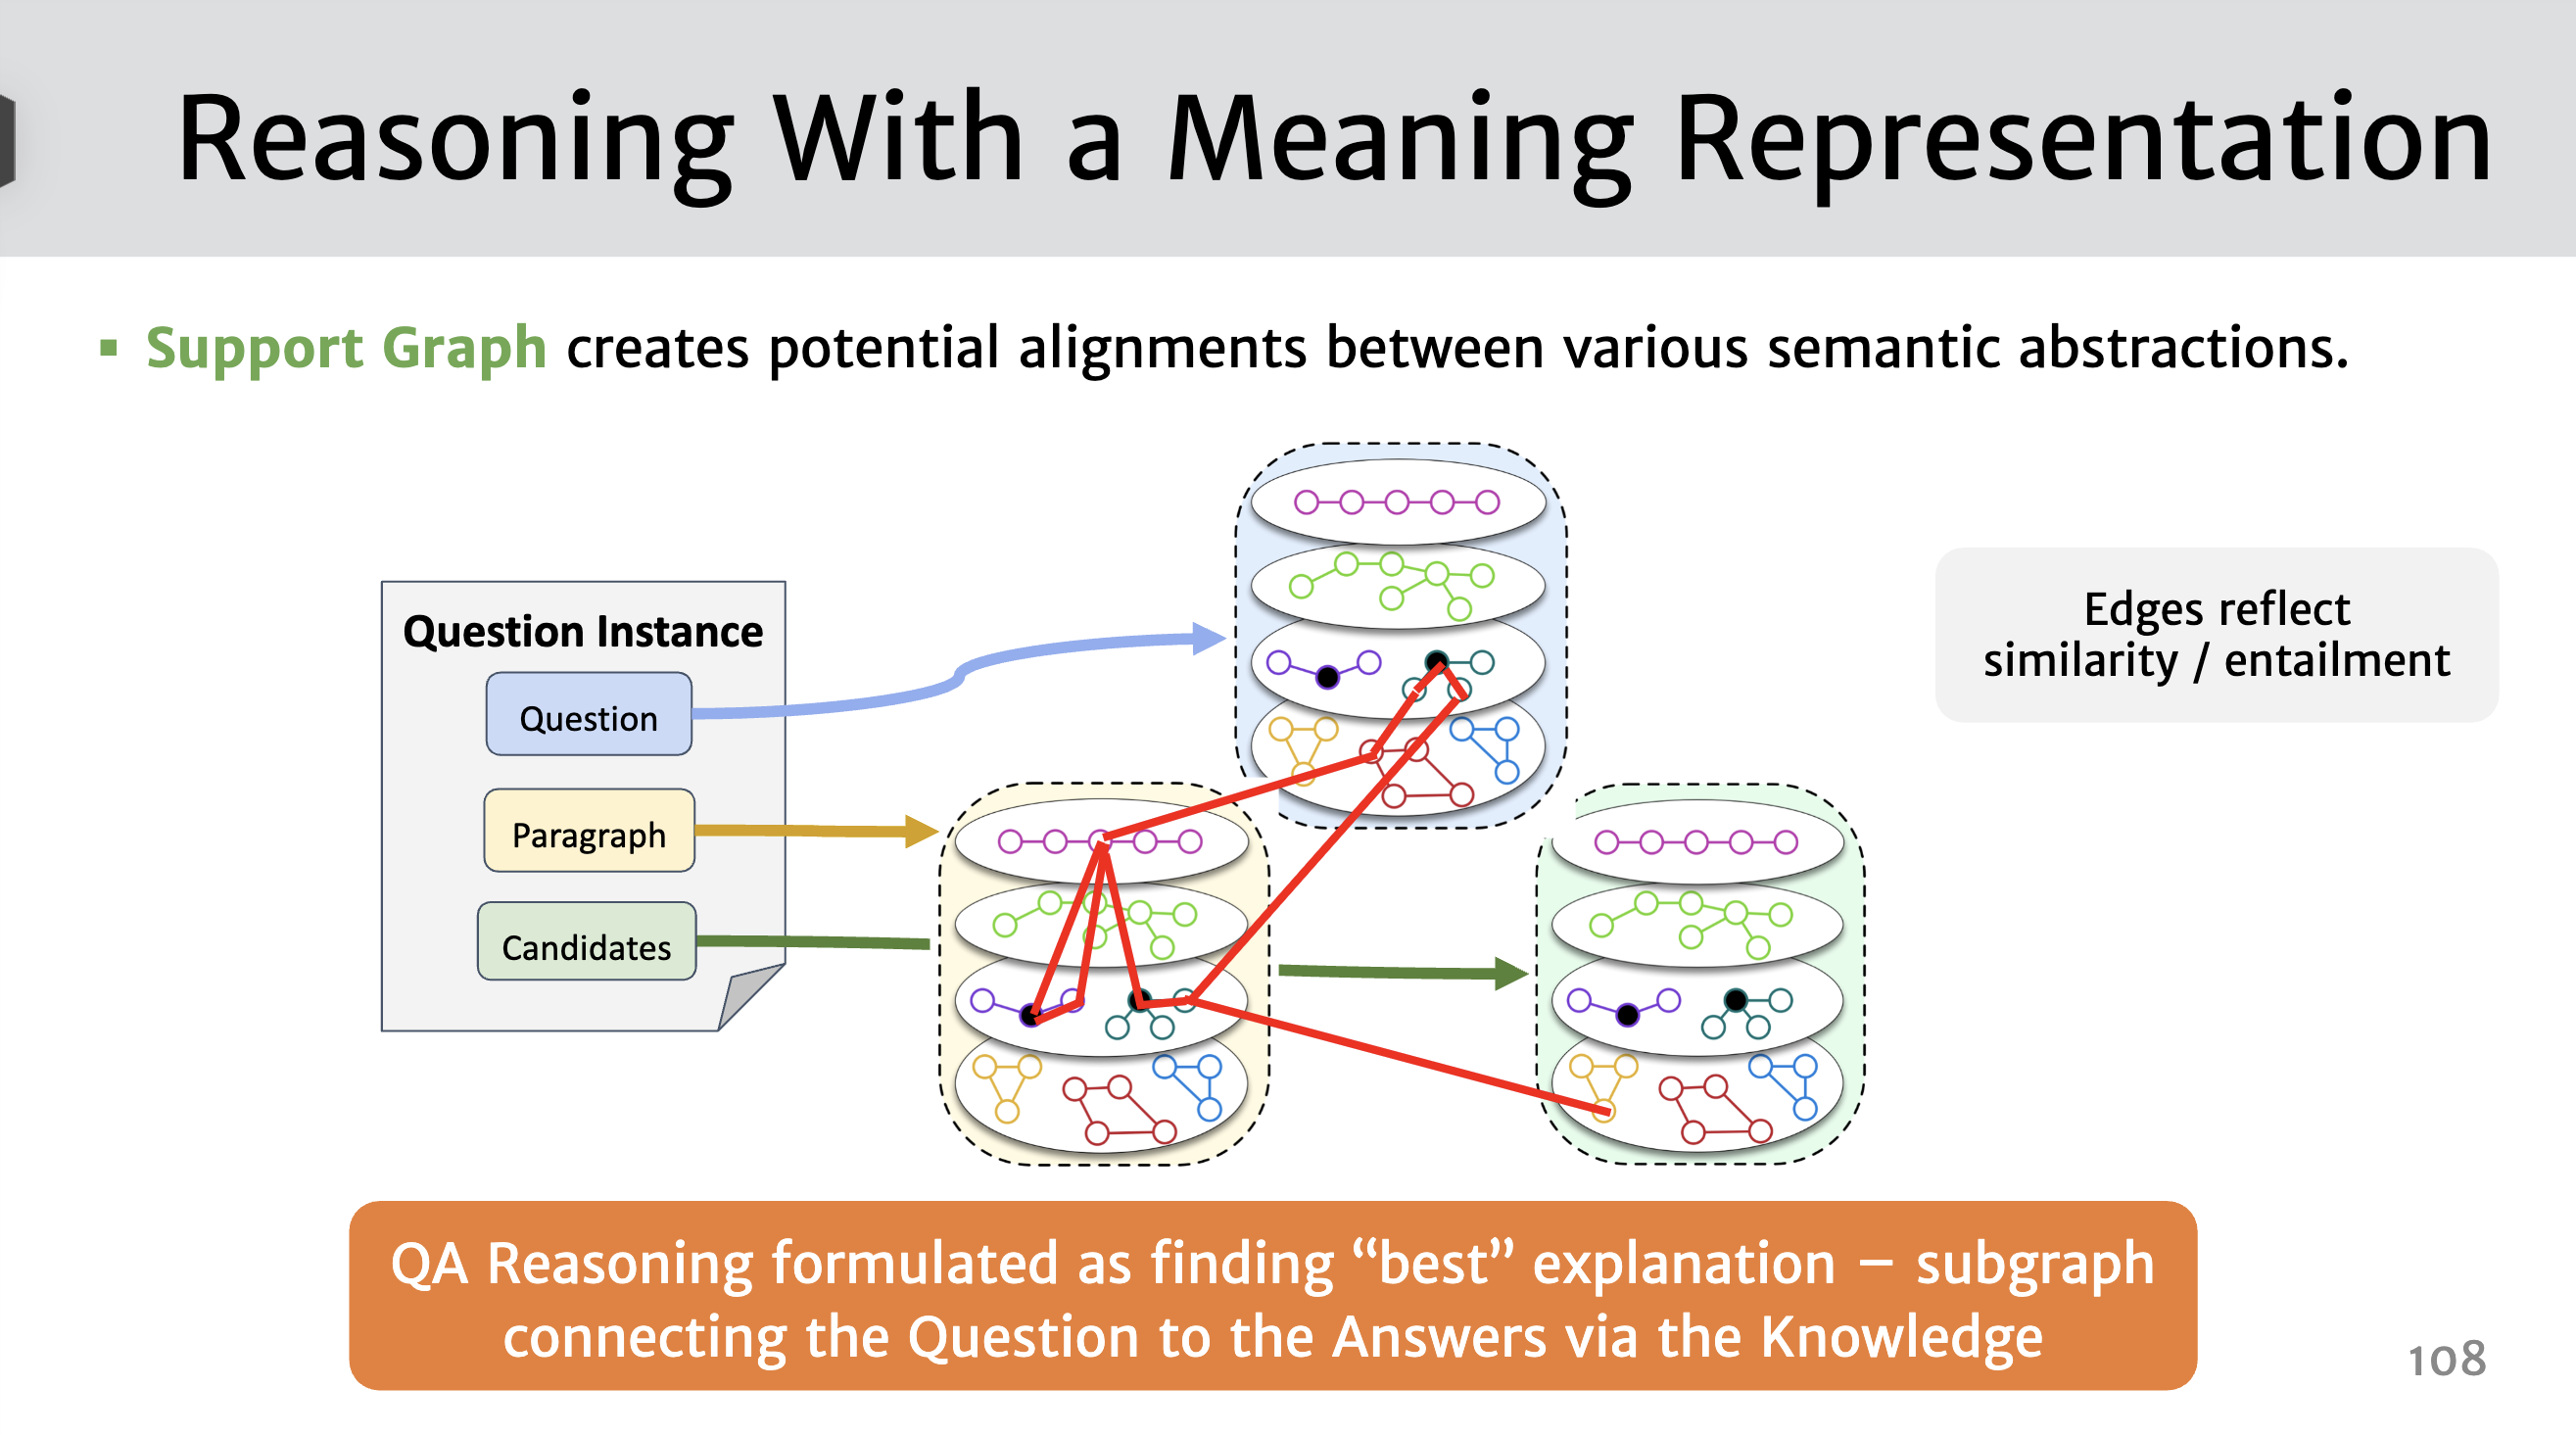 Reasoning With a Meaning Representation
▪ Support Graph creates potential alignments between various semantic abstractions.
Question Instance
Question
Paragraph
Candidates
Edges reflect
similarity / entailment
QA Reasoning formulated as finding “best” explanation – subgraph
connecting the Question to the Answers via the Knowledge
108